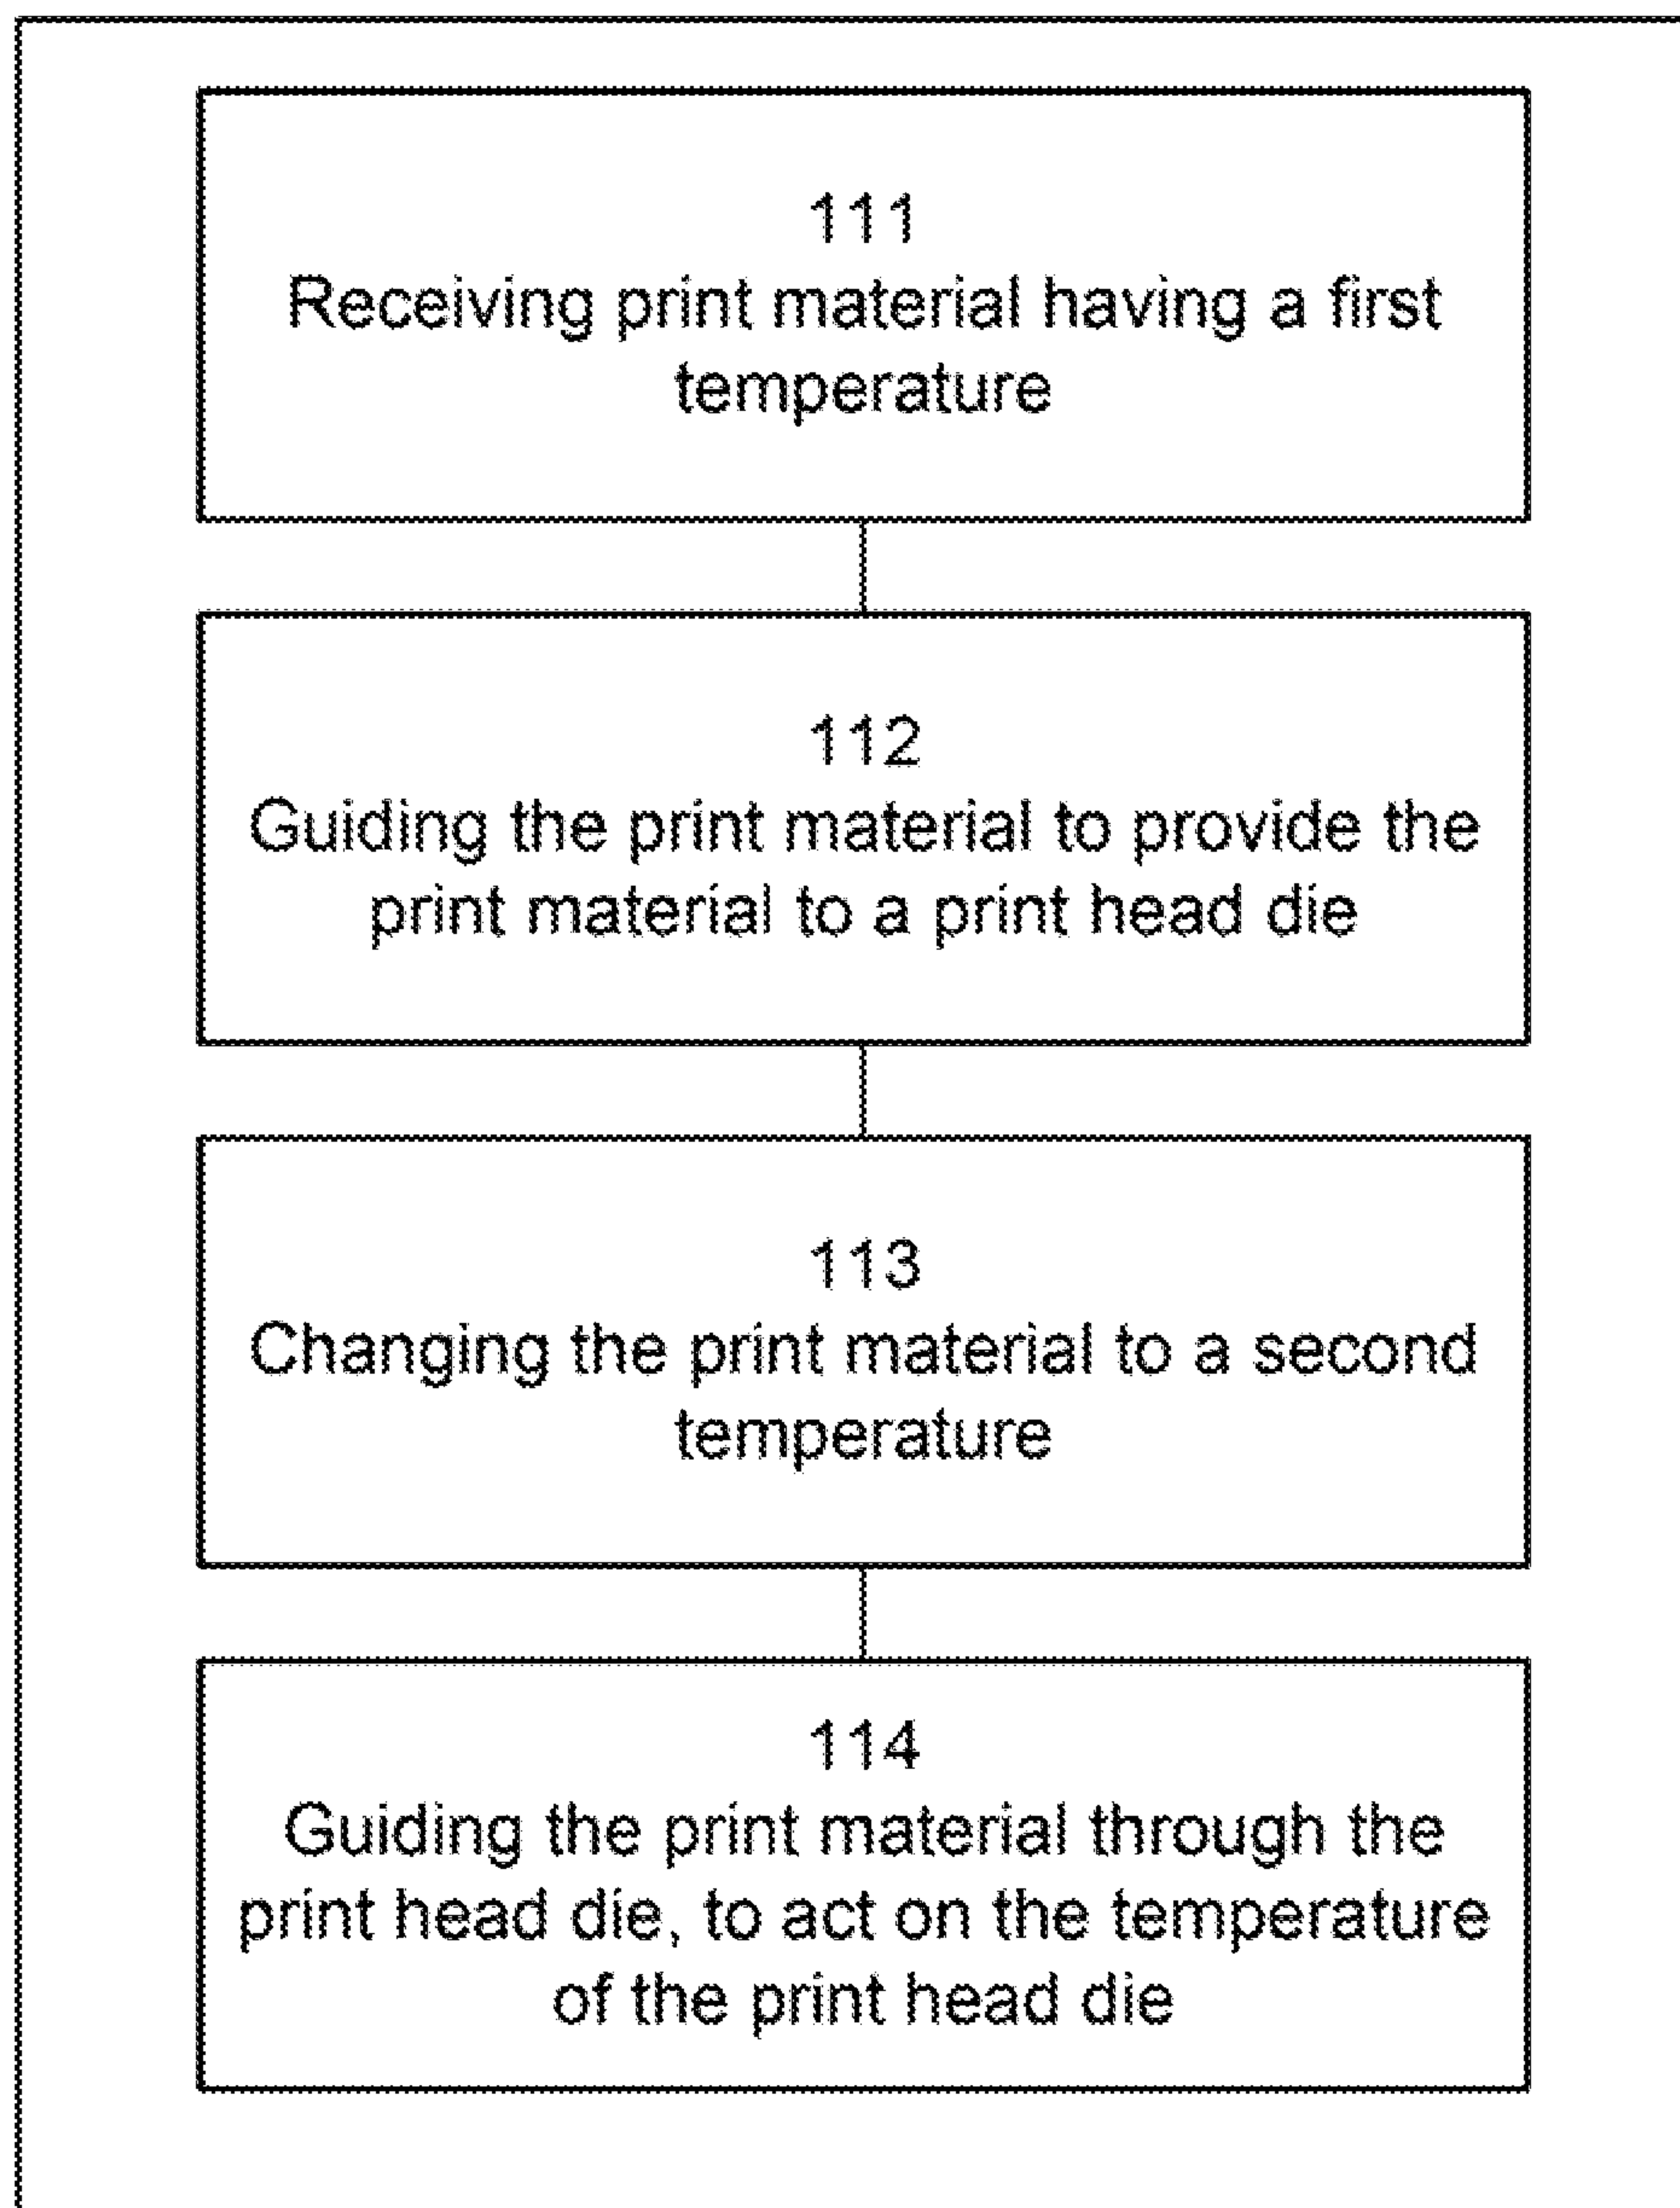 111
Receiving print material having a first
temperature
112
Guiding the print material to provide the
print material to a print head die
113
Changing the print material to a second
temperature
114
Guiding the print material through the
print head die, to act on the temperature
of the print head die